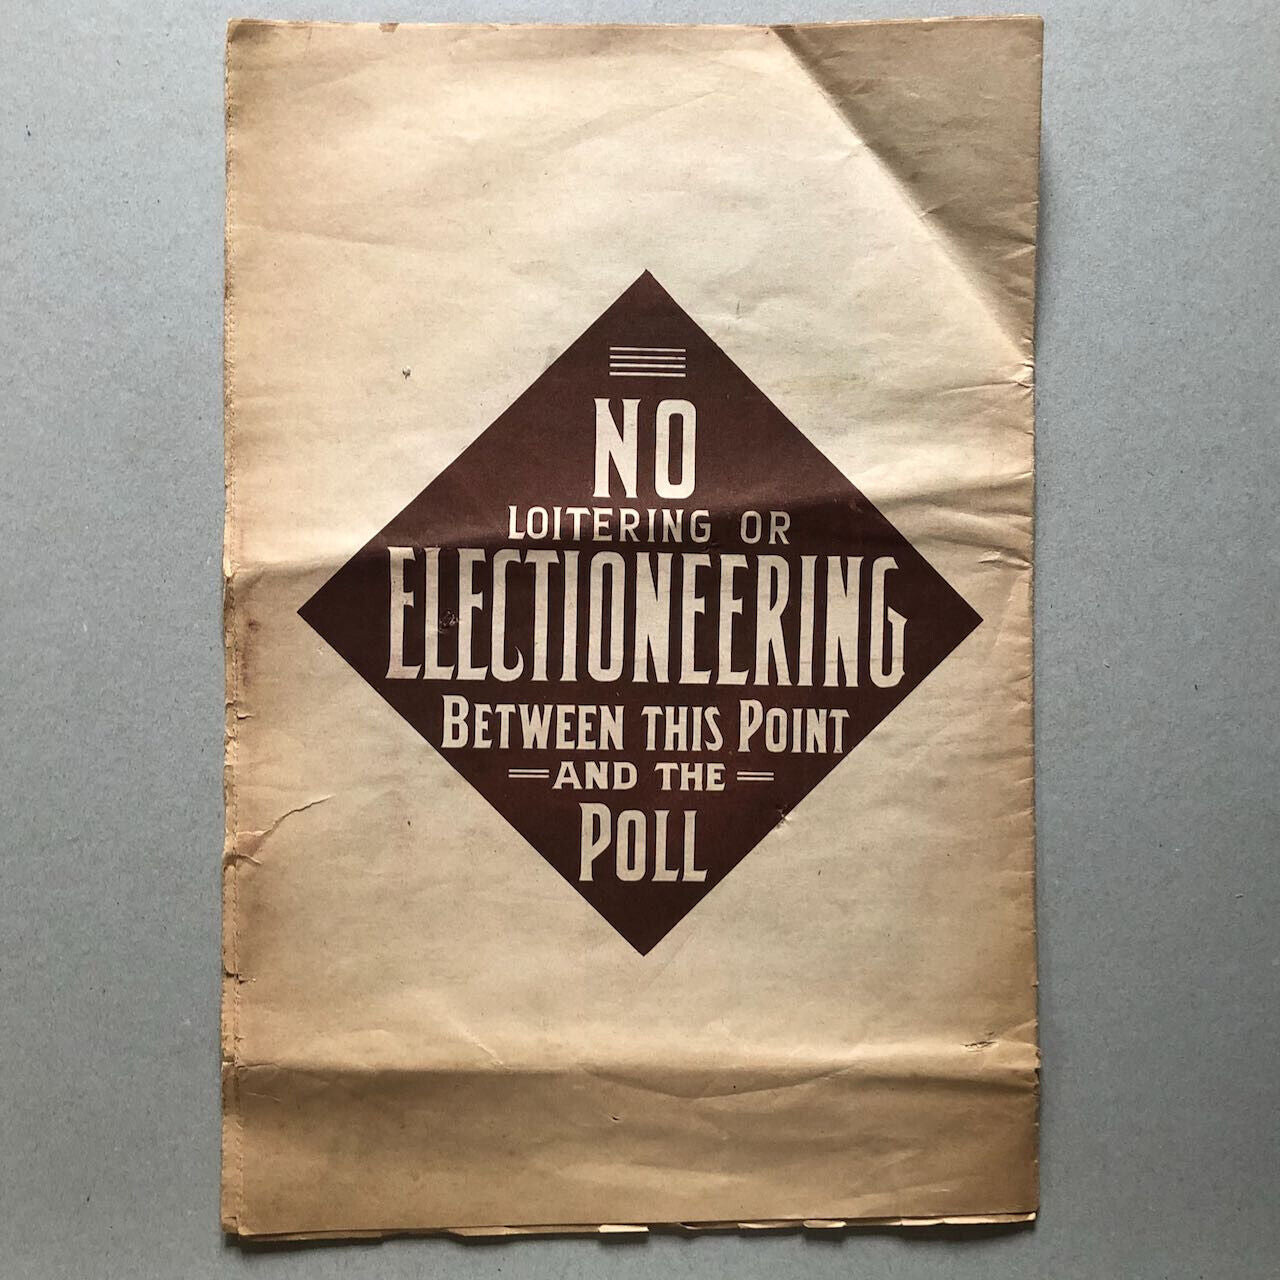 NO
LOITERING OR
ELECTIONEERING
BETWEEN THIS POINT
AND THE
POLL